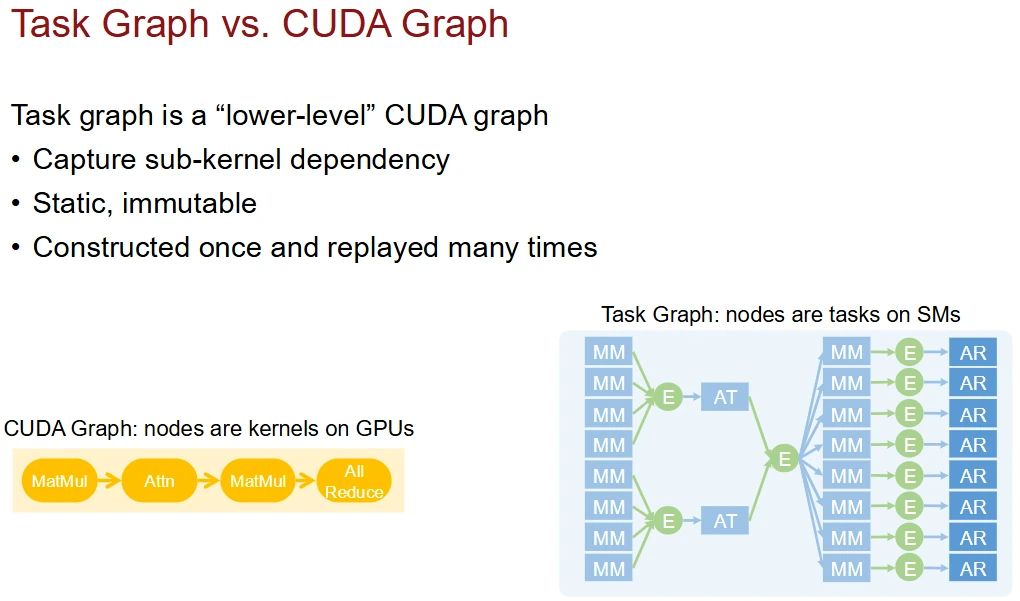 Task Graph vs. CUDA Graph
Task graph is a “lower-level” CUDA graph
• Capture sub-kernel dependency
• Static, immutable
• Constructed once and replayed many times
Task Graph: nodes are tasks on SMs
MM MM E AR
MM MM E AR
E AT
MM MM E AR
MM MM E AR
E
MM MM E AR
MM MM E AR
E AT
MM MM E AR
MM MM E AR
CUDA Graph: nodes are kernels on GPUs
MatMul Attn MatMul All Reduce